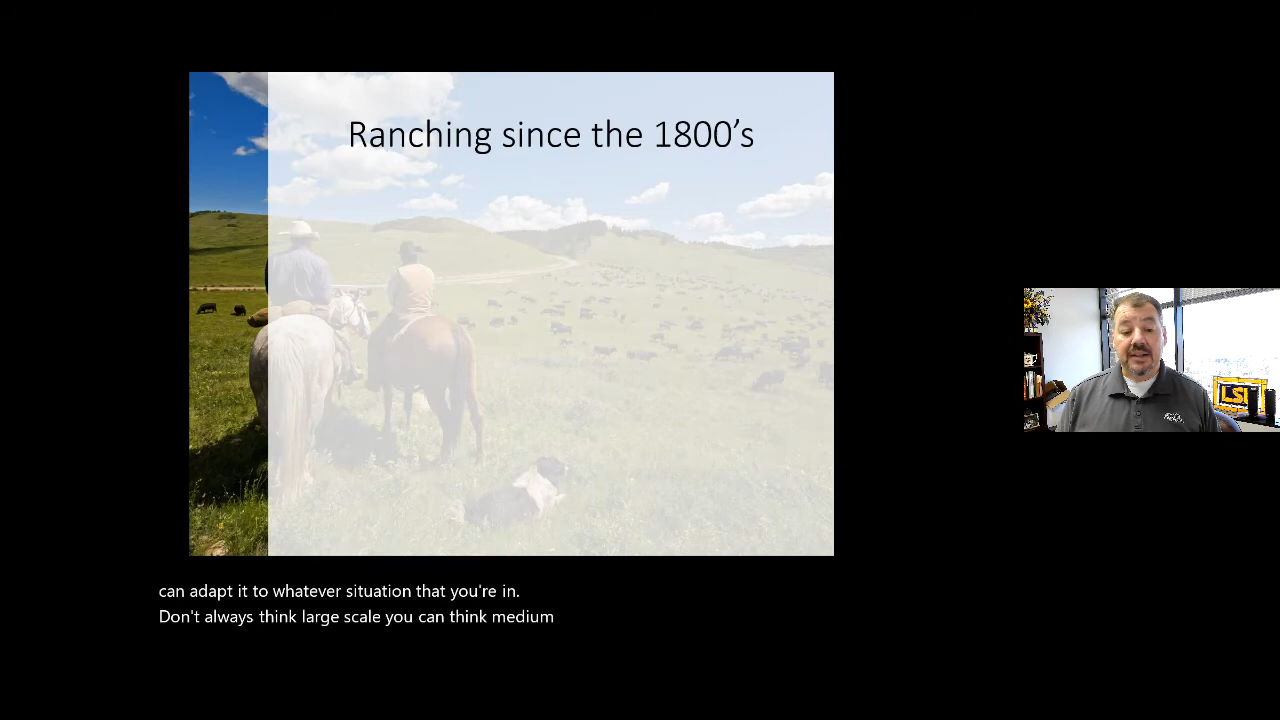 Ranching since the 1800’s
LSU
can adapt it to whatever situation that you're in.
Don't always think large scale you can think medium